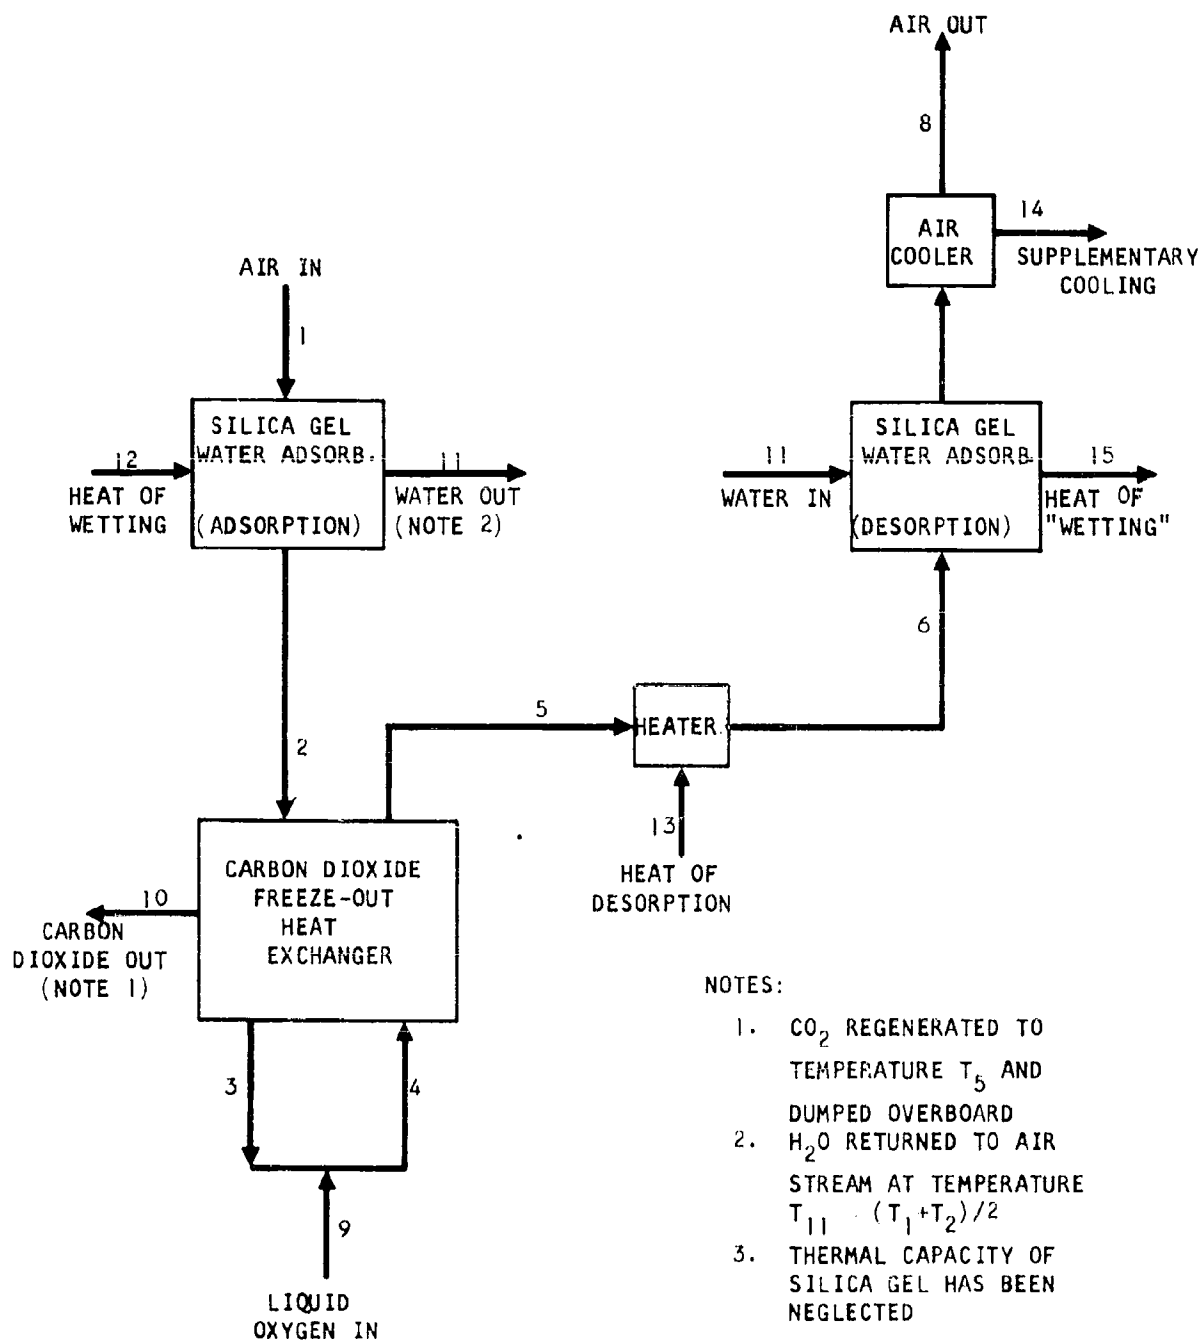 AIR OUT
8
14
AIR
COOLER
SUPPLEMENTARY
COOLING
AIR IN
1
SILICA GEL
WATER ADSORB.
12
11
HEAT OF
WETTING
WATER OUT
(NOTE 2)
(ADSORPTION)
SILICA GEL
WATER ADSORB.
11
15
WATER IN
HEAT OF
"WETTING"
(DESORPTION)
6
5
HEATER
2
13
HEAT OF
DESORPTION
CARBON DIOXIDE
FREEZE-OUT
HEAT
EXCHANGER
10
CARBON
DIOXIDE OUT
(NOTE 1)
3
4
9
LIQUID
OXYGEN IN
NOTES:
1. CO2 REGENERATED TO
TEMPERATURE T5 AND
DUMPED OVERBOARD
2. H2O RETURNED TO AIR
STREAM AT TEMPERATURE
T11 (T1+T2)/2
3. THERMAL CAPACITY OF
SILICA GEL HAS BEEN
NEGLECTED